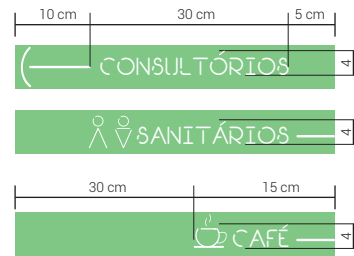 10 cm 30 cm 5 cm
CONSULTÓRIOS 4
SANITÁRIOS 4
30 cm 15 cm
CAFÉ 4